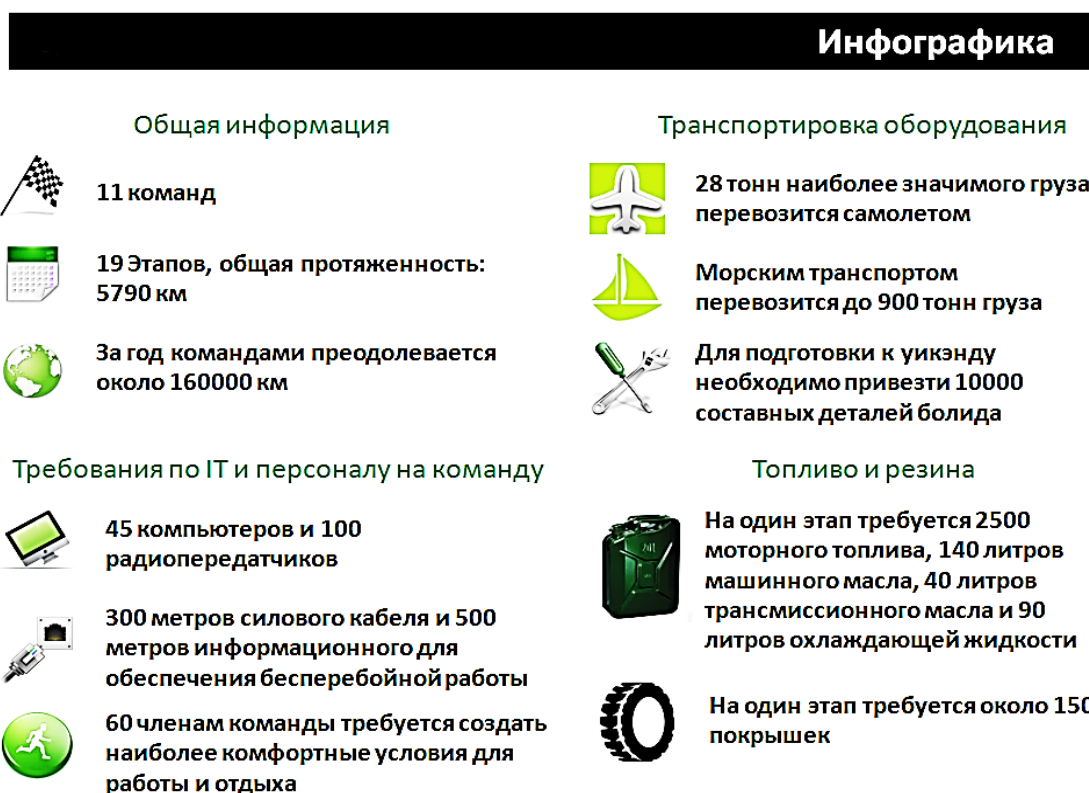 Инфографика
Общая информация
11 команд
19 Этапов, общая протяженность:
5790 км
За год командами преодолевается
около 160000 км
Транспортировка оборудования
28 тонн наиболее значимого груза
перевозится самолетом
Морским транспортом
перевозится до 900 тонн груза
Для подготовки к уикэнду
необходимо привезти 10000
составных деталей болида
Требования по IT и персоналу на команду
45 компьютеров и 100
радиопередатчиков
300 метров силового кабеля и 500
метров информационного для
обеспечения бесперебойной работы
60 членам команды требуется создать
наиболее комфортные условия для
работы и отдыха
Топливо и резина
20L
На один этап требуется 2500
моторного топлива, 140 литров
машинного масла, 40 литров
трансмиссионного масла и 90
литров охлаждающей жидкости
На один этап требуется около 150
покрышек